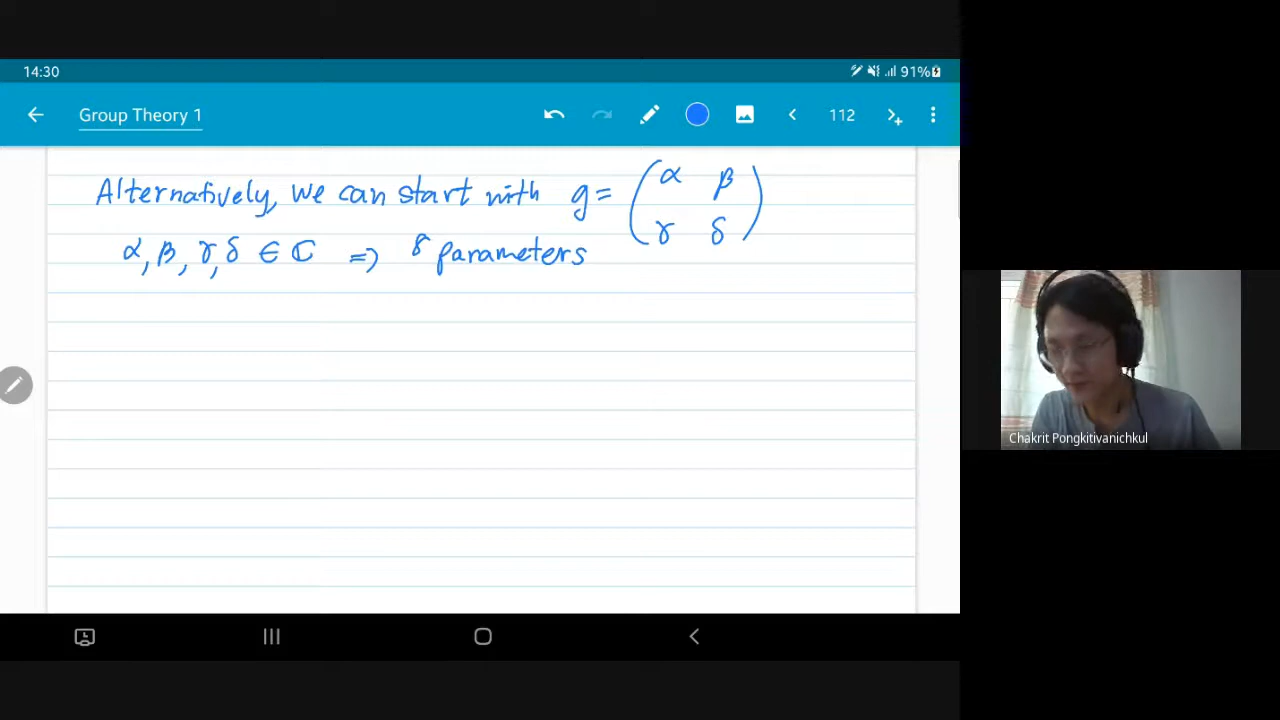 14:30
91%
Group Theory 1
112
Alternatively, we can start with g = ( α β
γ δ )
α, β, γ, δ ∈ ℂ ⇒ 8 parameters
Chakrit Pongkitivanichkul